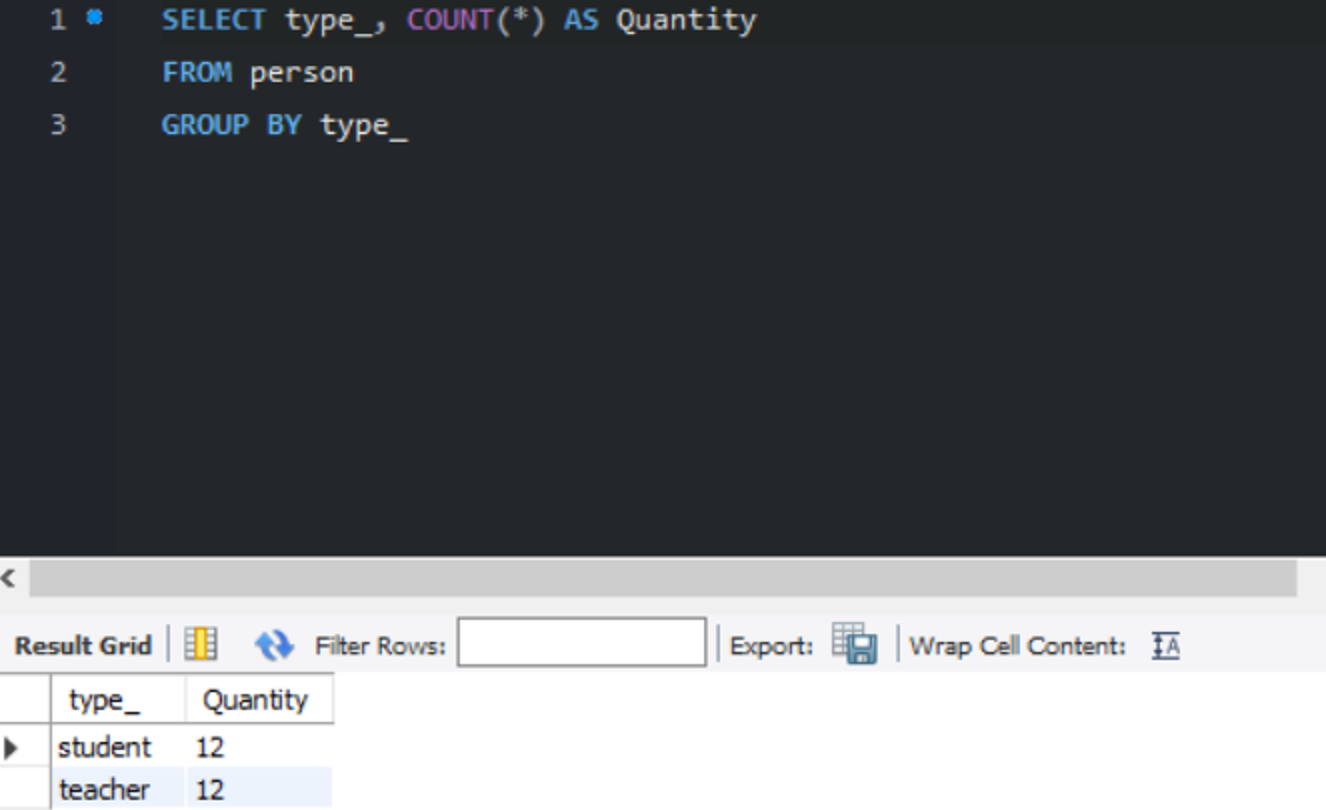 1 SELECT type_, COUNT(*) AS Quantity
2 FROM person
3 GROUP BY type_
Result Grid Filter Rows: Export: Wrap Cell Content:
type_ Quantity
student 12
teacher 12